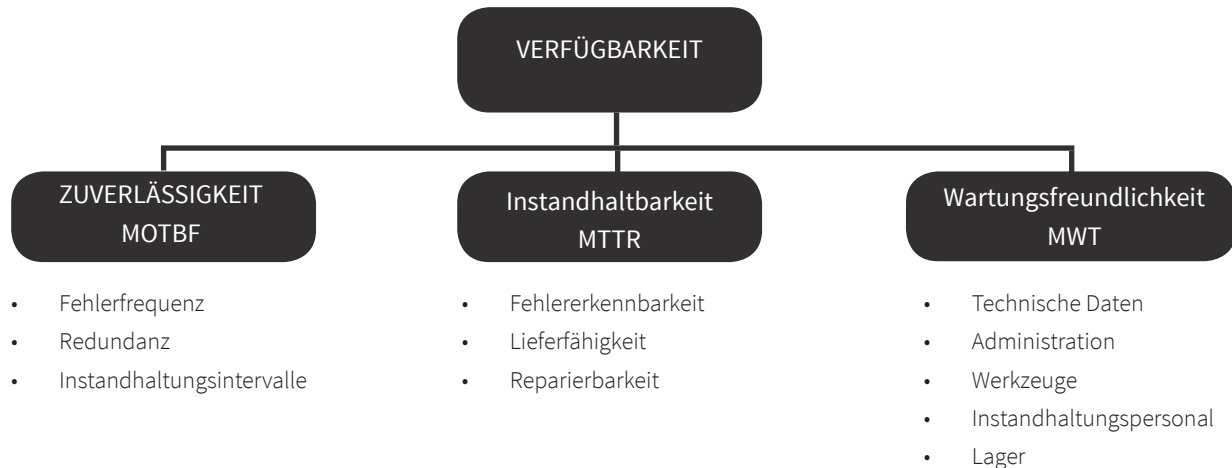 VERFÜGBARKEIT
ZUVERLÄSSIGKEIT
MOTBF
• Fehlerfrequenz
• Redundanz
• Instandhaltungsintervalle
Instandhaltbarkeit
MTTR
• Fehlererkennbarkeit
• Lieferfähigkeit
• Reparierbarkeit
Wartungsfreundlichkeit
MWT
• Technische Daten
• Administration
• Werkzeuge
• Instandhaltungspersonal
• Lager